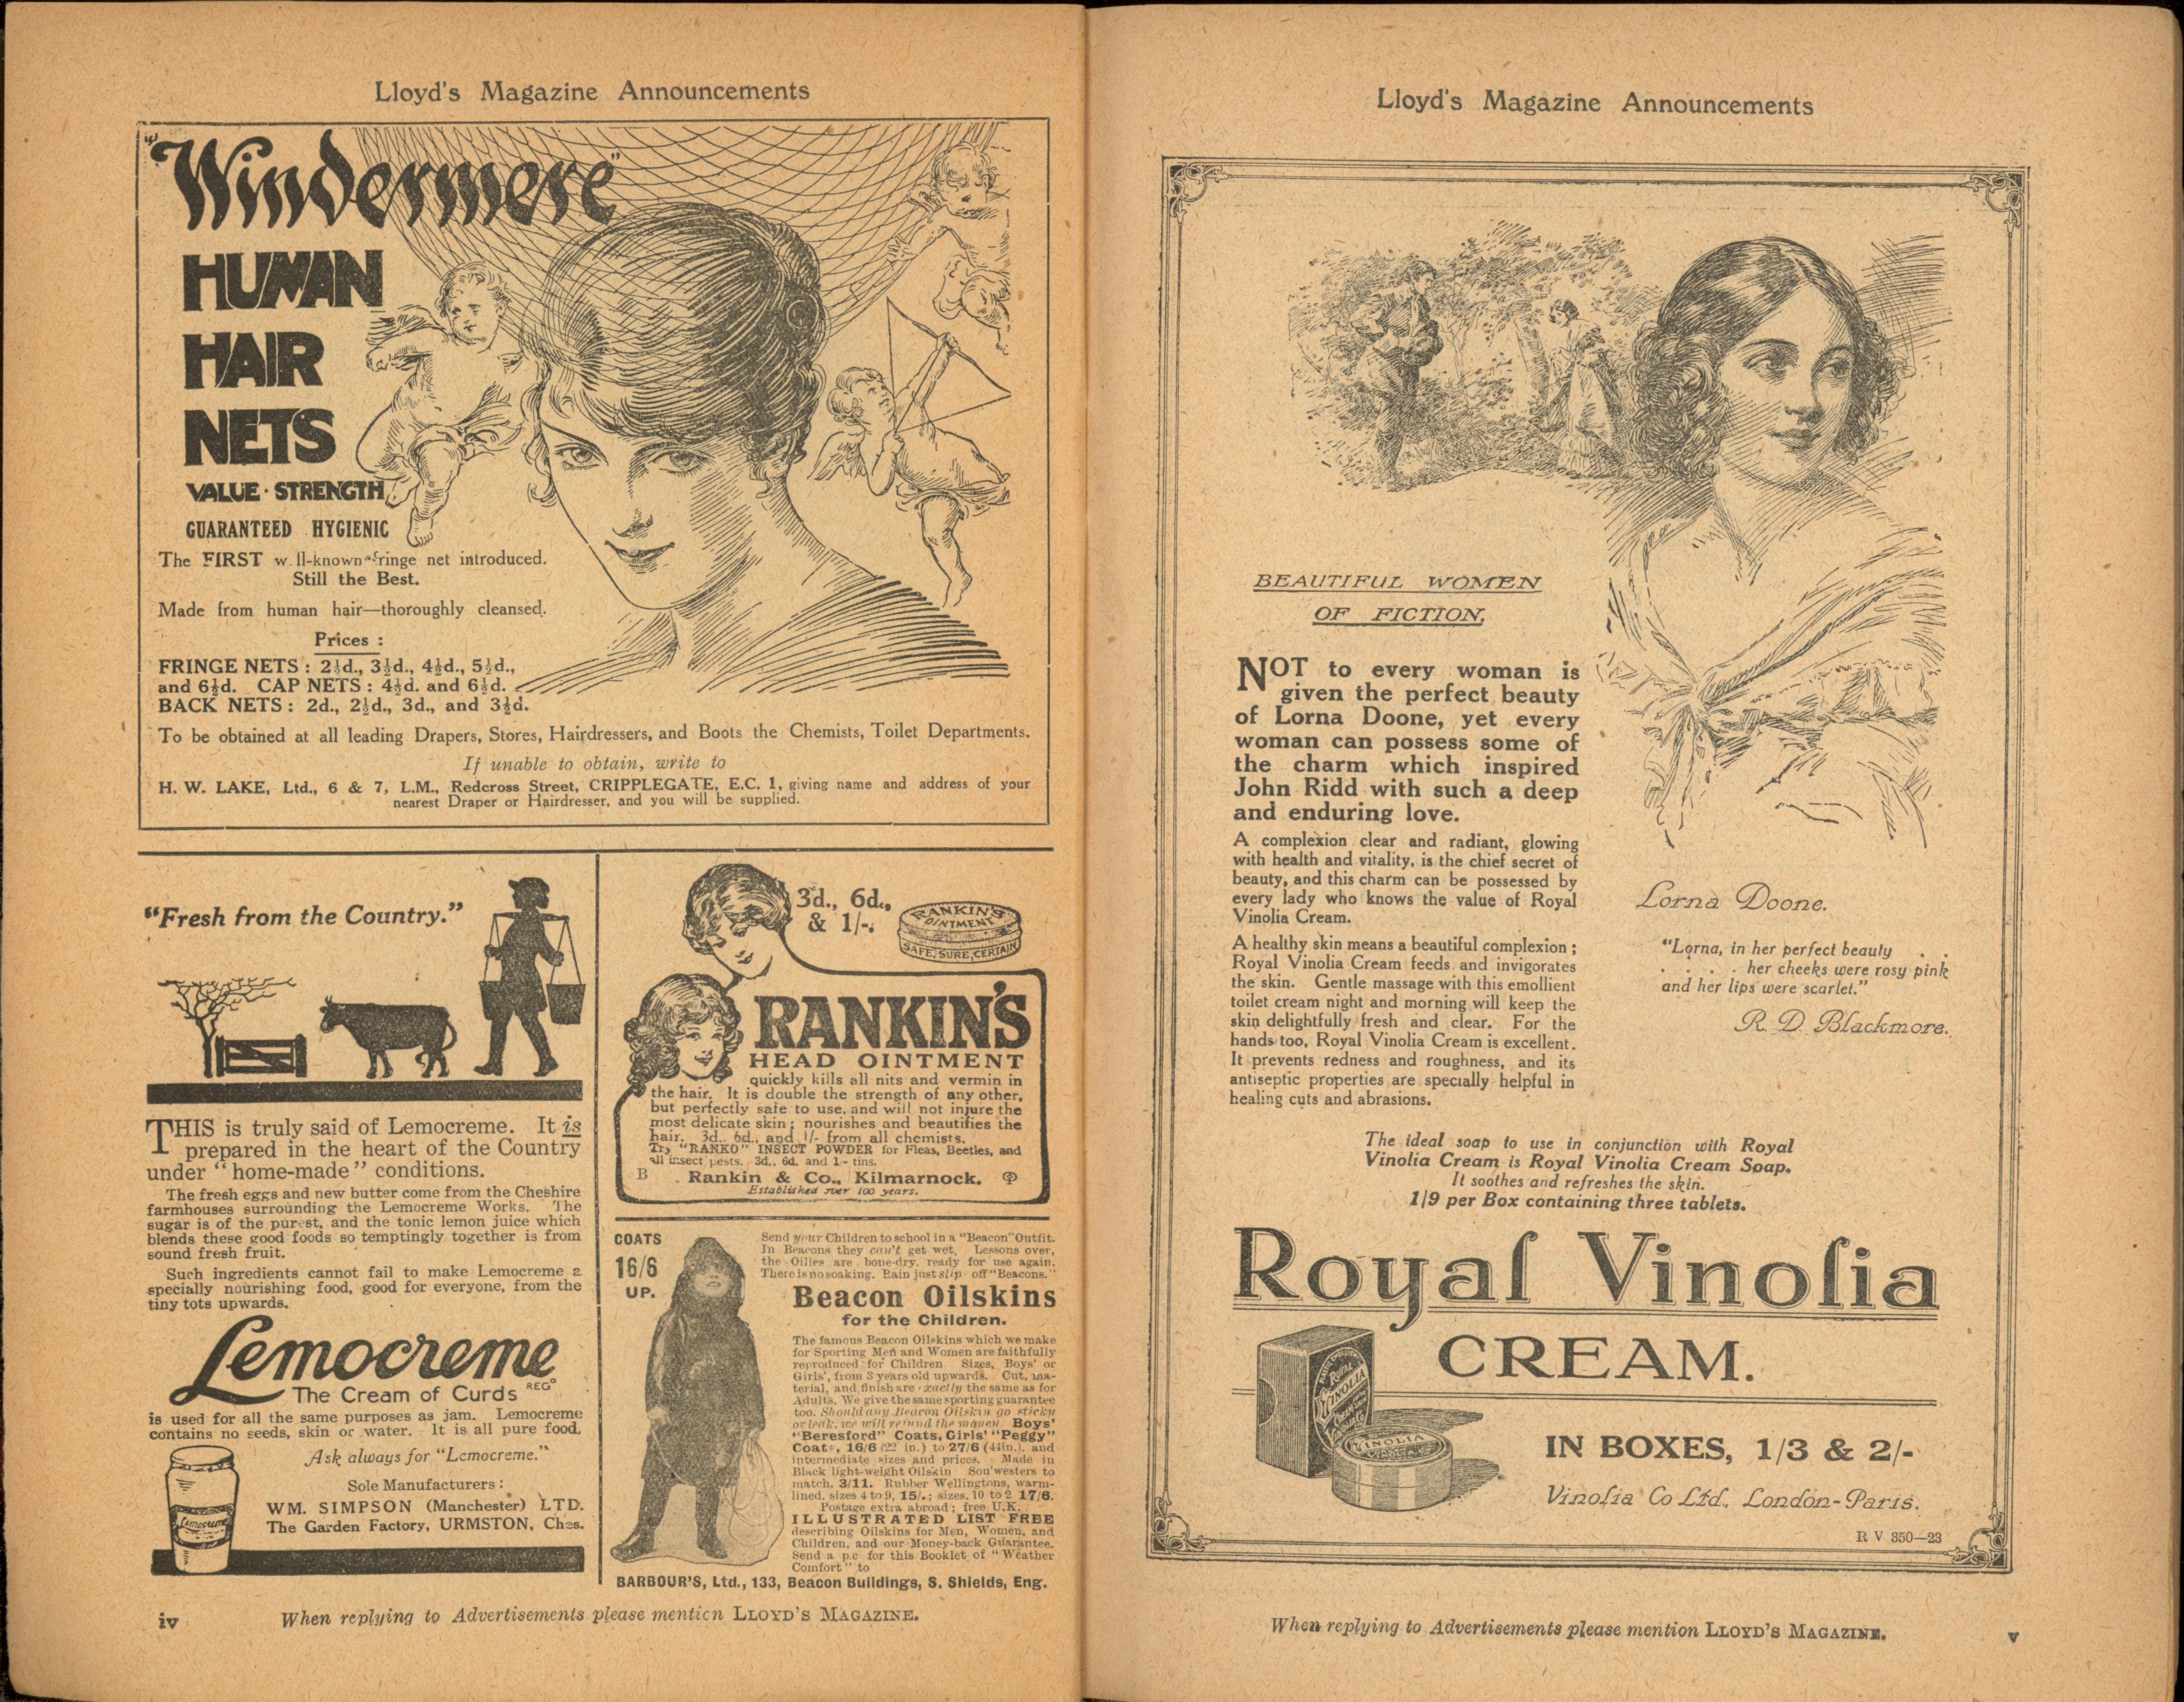 Lloyd's Magazine Announcements
"Windermere"
HUMAN
HAIR
NETS
VALUE · STRENGTH
GUARANTEED HYGIENIC
The FIRST w ll-known fringe net introduced.
Still the Best.
Made from human hair—thoroughly cleansed.
Prices :
FRINGE NETS : 2½d., 3½d., 4½d., 5½d.,
and 6½d. CAP NETS : 4½d. and 6½d.
BACK NETS : 2d., 2½d., 3d., and 3½d.
To be obtained at all leading Drapers, Stores, Hairdressers, and Boots the Chemists, Toilet Departments.
If unable to obtain, write to
H. W. LAKE, Ltd., 6 & 7, L.M., Redcross Street, CRIPPLEGATE, E.C. 1, giving name and address of your
nearest Draper or Hairdresser, and you will be supplied.
"Fresh from the Country."
THIS is truly said of Lemocreme. It is
prepared in the heart of the Country
under "home-made" conditions.
The fresh eggs and new butter come from the Cheshire
farmhouses surrounding the Lemocreme Works. The
sugar is of the purest, and the tonic lemon juice which
blends these good foods so temptingly together is from
sound fresh fruit.
Such ingredients cannot fail to make Lemocreme a
specially nourishing food, good for everyone, from the
tiny tots upwards.
Lemocreme
The Cream of Curds REGD
is used for all the same purposes as jam. Lemocreme
contains no seeds, skin or water. It is all pure food.
Ask always for "Lemocreme."
Sole Manufacturers :
WM. SIMPSON (Manchester) LTD.
The Garden Factory, URMSTON, Ches.
Lemocreme
3d., 6d.,
& 1/-.
RANKIN'S
OINTMENT
SAFE, SURE, CERTAIN
RANKIN'S
HEAD OINTMENT
quickly kills all nits and vermin in
the hair. It is double the strength of any other,
but perfectly safe to use, and will not injure the
most delicate skin ; nourishes and beautifies the
hair. 3d., 6d., and 1/- from all chemists.
Try "RANKO" INSECT POWDER for Fleas, Beetles, and
all insect pests. 3d., 6d. and 1- tins.
B Rankin & Co., Kilmarnock.
Established over 100 years.
COATS
16/6
UP.
Send your Children to school in a "Beacon" Outfit.
In Beacons they can't get wet. Lessons over,
the Oilies are bone-dry, ready for use again.
There is no soaking. Rain just slips off "Beacons."
Beacon Oilskins
for the Children.
The famous Beacon Oilskins which we make
for Sporting Men and Women are faithfully
reproduced for Children Sizes, Boys' or
Girls', from 3 years old upwards. Cut, ma-
terial, and finish are exactly the same as for
Adults. We give the same sporting guarantee
too. Should any Beacon Oilskin go sticky
or leak, we will refund the money. Boys'
"Beresford" Coats, Girls' "Peggy"
Coats, 16/6 (22 in.) to 27/6 (44in.), and
intermediate sizes and prices. Made in
Black light-weight Oilskin Sou'westers to
match, 3/11. Rubber Wellingtons, warm-
lined, sizes 4 to 9, 15/-; sizes, 10 to 2 17/6.
Postage extra abroad ; free U.K.
ILLUSTRATED LIST FREE
describing Oilskins for Men, Women, and
Children, and our Money-back Guarantee.
Send a p.c for this Booklet of "Weather
Comfort" to
BARBOUR'S, Ltd., 133, Beacon Buildings, S. Shields, Eng.
iv When replying to Advertisements please mention LLOYD'S MAGAZINE.
Lloyd's Magazine Announcements
BEAUTIFUL WOMEN
OF FICTION.
NOT to every woman is
given the perfect beauty
of Lorna Doone, yet every
woman can possess some of
the charm which inspired
John Ridd with such a deep
and enduring love.
A complexion clear and radiant, glowing
with health and vitality, is the chief secret of
beauty, and this charm can be possessed by
every lady who knows the value of Royal
Vinolia Cream.
A healthy skin means a beautiful complexion ;
Royal Vinolia Cream feeds and invigorates
the skin. Gentle massage with this emollient
toilet cream night and morning will keep the
skin delightfully fresh and clear. For the
hands too, Royal Vinolia Cream is excellent.
It prevents redness and roughness, and its
antiseptic properties are specially helpful in
healing cuts and abrasions.
Lorna Doone.
"Lorna, in her perfect beauty . .
. . . . her cheeks were rosy pink
and her lips were scarlet."
R. D. Blackmore.
The ideal soap to use in conjunction with Royal
Vinolia Cream is Royal Vinolia Cream Soap.
It soothes and refreshes the skin.
1/9 per Box containing three tablets.
Royal Vinolia
CREAM.
ROYAL
VINOLIA
VINOLIA
IN BOXES, 1/3 & 2/-
Vinolia Co Ltd., London-Paris.
R V 350—23
When replying to Advertisements please mention LLOYD'S MAGAZINE. v